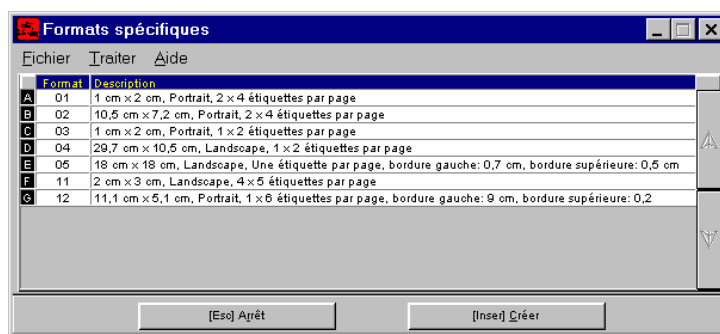 Formats spécifiques
Fichier Traiter Aide
Format Description
A 01 1 cm x 2 cm, Portrait, 2 x 4 étiquettes par page
B 02 10,5 cm x 7,2 cm, Portrait, 2 x 4 étiquettes par page
C 03 1 cm x 2 cm, Portrait, 1 x 2 étiquettes par page
D 04 29,7 cm x 10,5 cm, Landscape, 1 x 2 étiquettes par page
E 05 18 cm x 18 cm, Landscape, Une étiquette par page, bordure gauche: 0,7 cm, bordure supérieure: 0,5 cm
F 11 2 cm x 3 cm, Landscape, 4 x 5 étiquettes par page
G 12 11,1 cm x 5,1 cm, Portrait, 1 x 6 étiquettes par page, bordure gauche: 9 cm, bordure supérieure: 0,2
[Esc] Arrêt [Inser] Créer